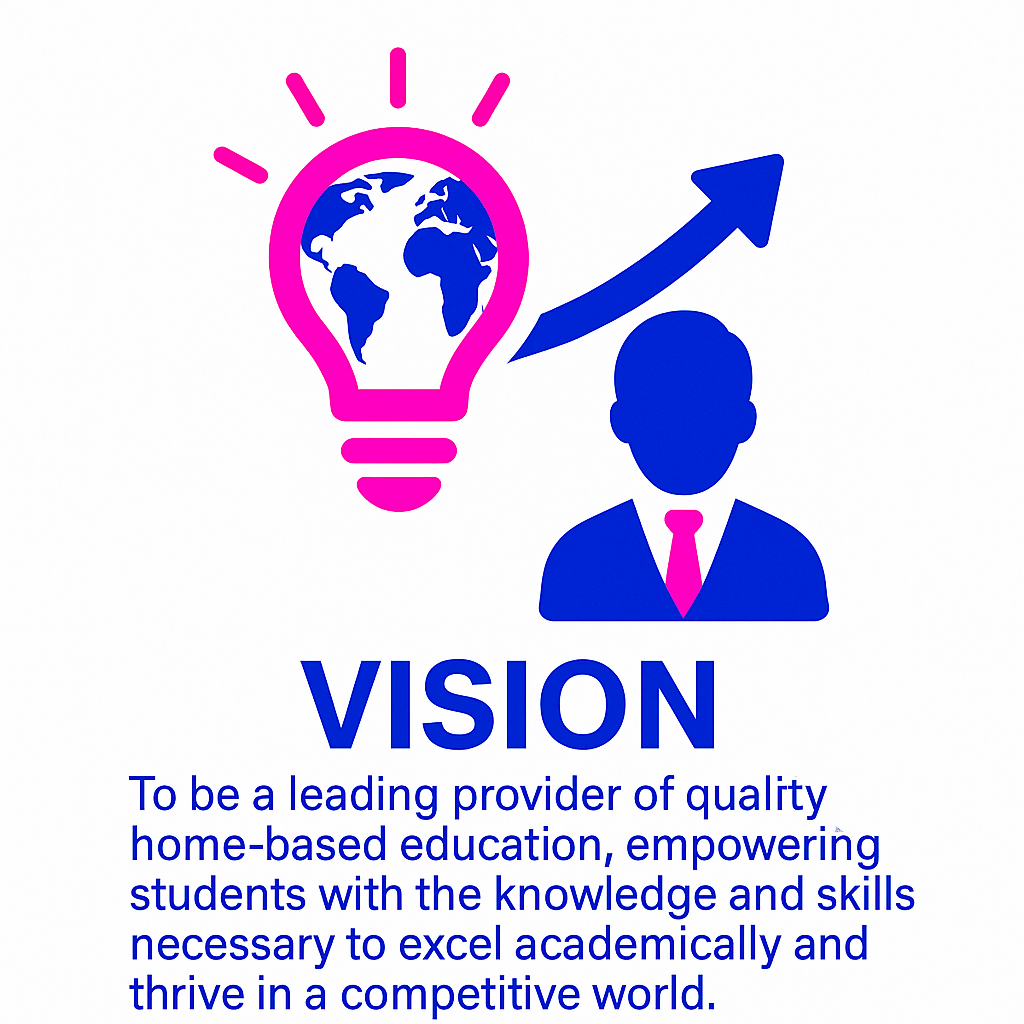 VISION
To be a leading provider of quality
home-based education, empowering
students with the knowledge and skills
necessary to excel academically and
thrive in a competitive world.